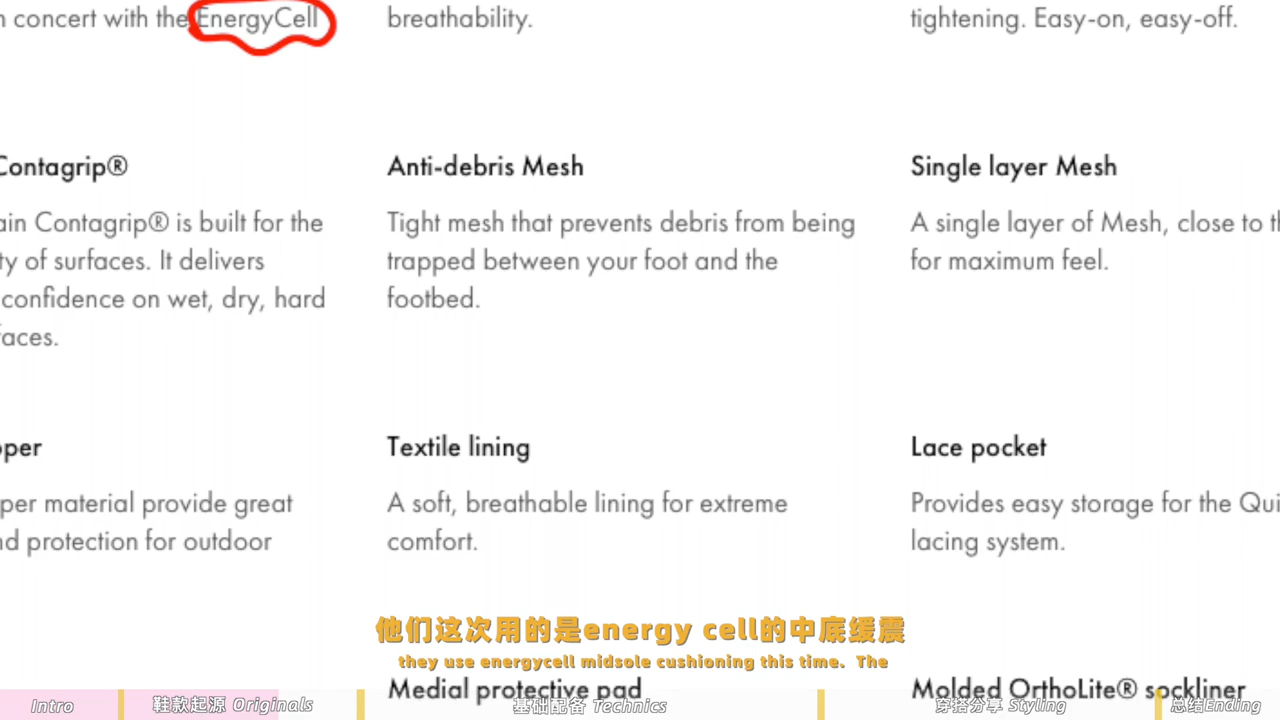 n concert with the EnergyCell
breathability.
tightening. Easy-on, easy-off.
Contagrip®
ain Contagrip® is built for the
ty of surfaces. It delivers
confidence on wet, dry, hard
faces.
Anti-debris Mesh
Tight mesh that prevents debris from being
trapped between your foot and the
footbed.
Single layer Mesh
A single layer of Mesh, close to th
for maximum feel.
pper
per material provide great
nd protection for outdoor
Textile lining
A soft, breathable lining for extreme
comfort.
Lace pocket
Provides easy storage for the Qui
lacing system.
他们这次用的是energy cell的中底缓震
they use energycell midsole cushioning this time. The
Medial protective pad
Molded OrthoLite® sockliner
Intro
鞋款起源 Originals
基础配备 Technics
穿搭分享 Styling
总结Ending